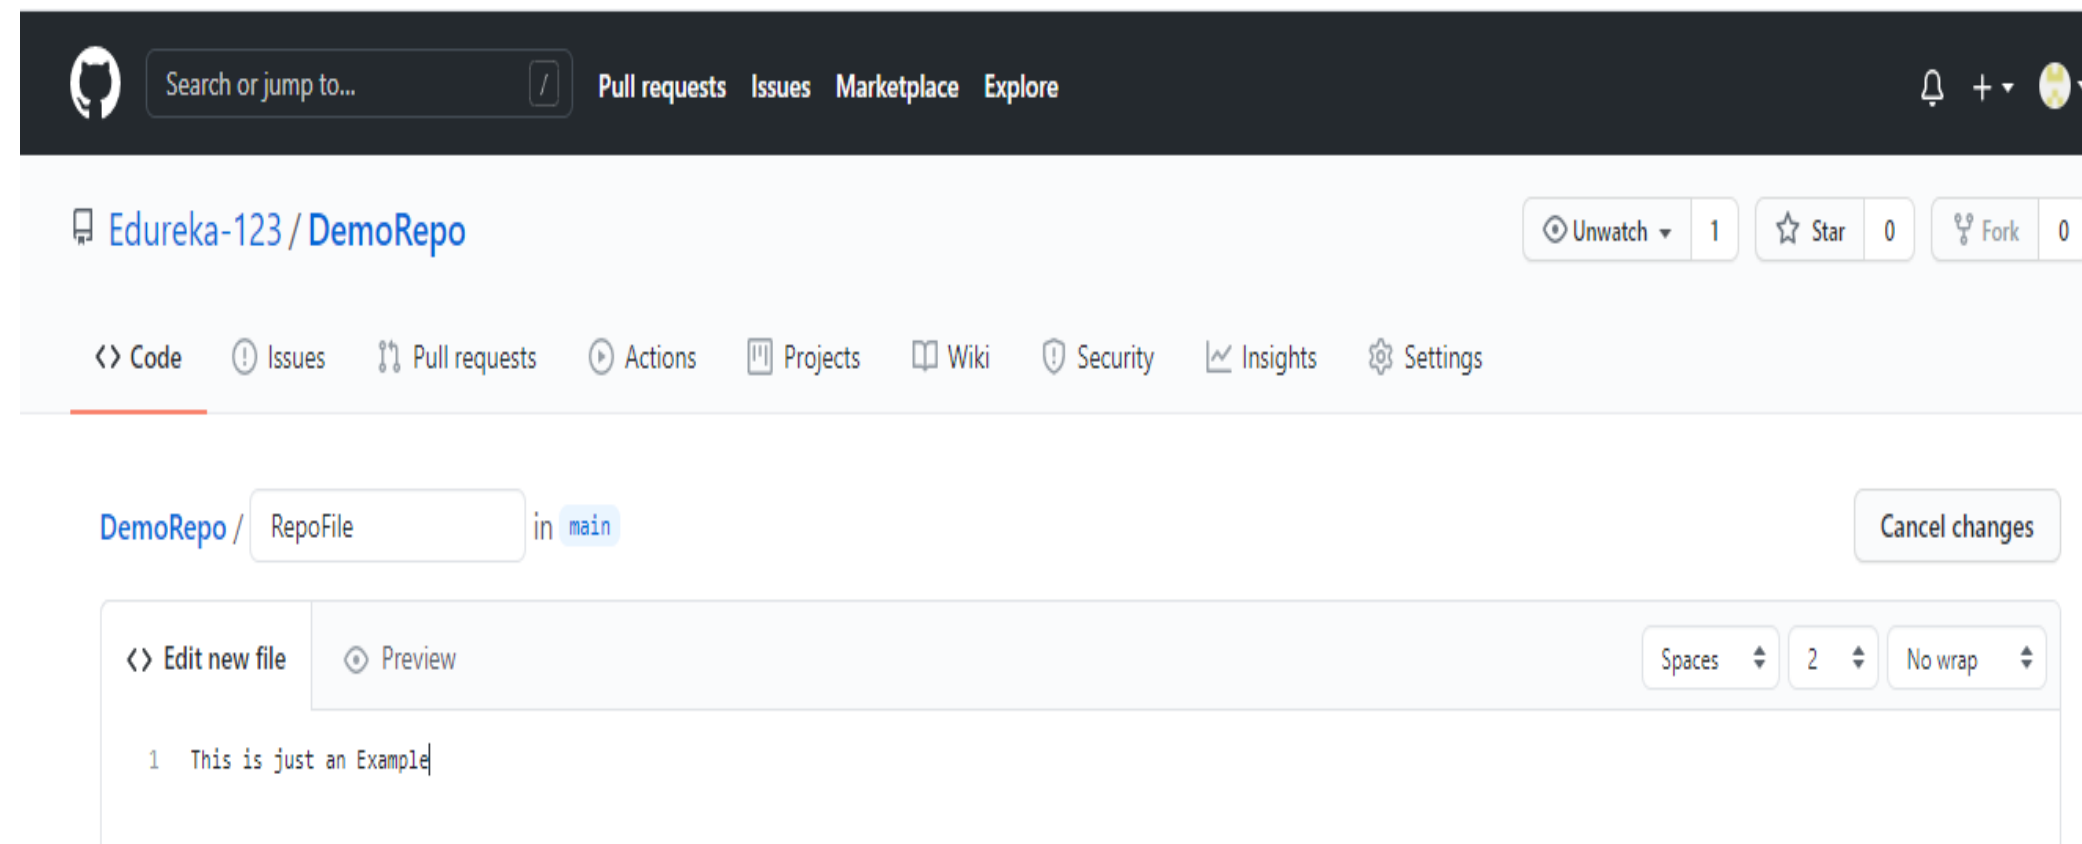 Search or jump to... / Pull requests Issues Marketplace Explore
Edureka-123 / DemoRepo Unwatch 1 Star 0 Fork 0
Code Issues Pull requests Actions Projects Wiki Security Insights Settings
DemoRepo / RepoFile in main Cancel changes
<> Edit new file Preview Spaces 2 No wrap
1 This is just an Example